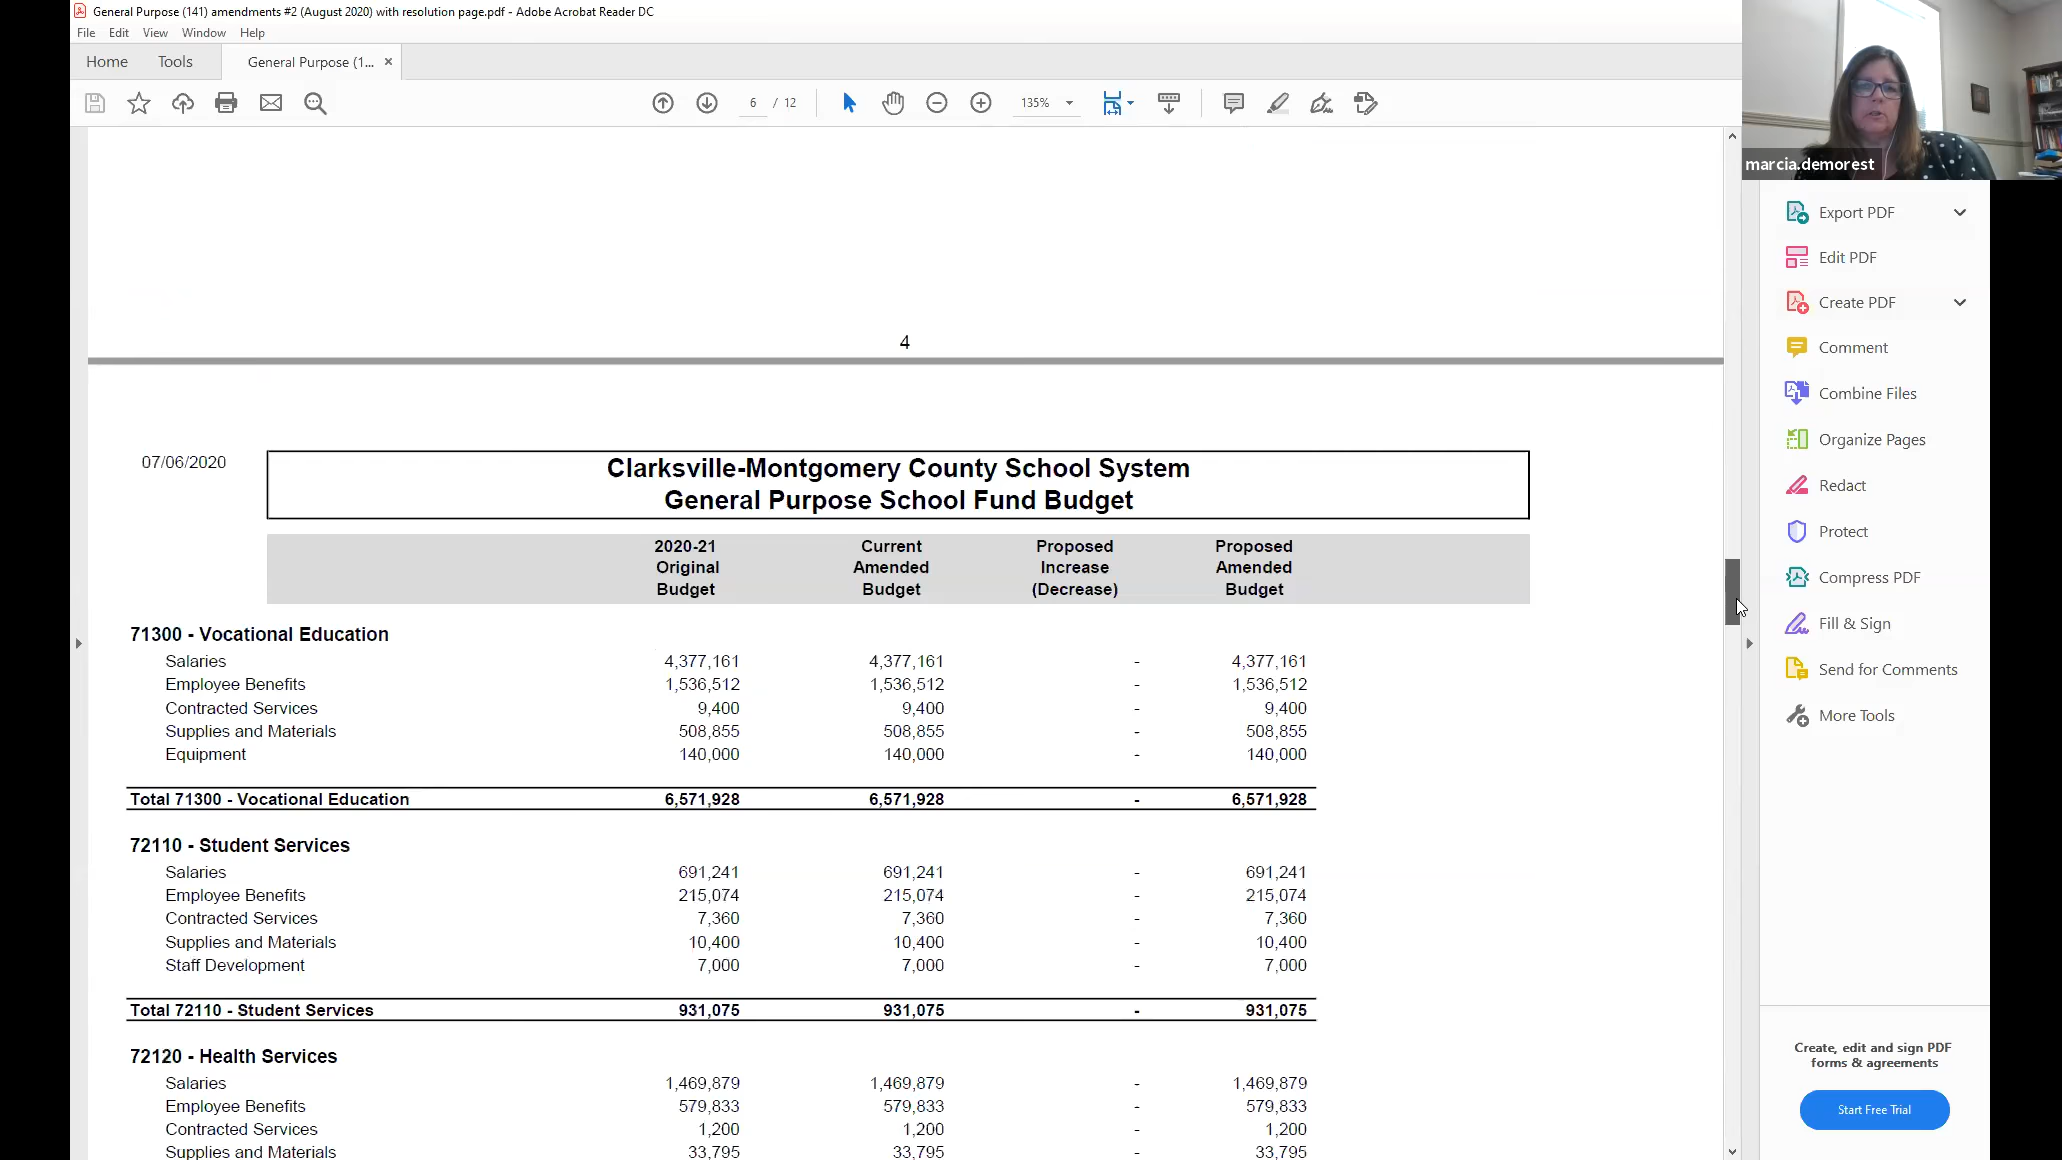 General Purpose (141) amendments #2 (August 2020) with resolution page.pdf - Adobe Acrobat Reader DC
File Edit View Window Help
Home Tools General Purpose (1... ×
6 / 12 135%
marcia.demorest
Export PDF
Edit PDF
Create PDF
Comment
Combine Files
Organize Pages
Redact
Protect
Compress PDF
Fill & Sign
Send for Comments
More Tools
Create, edit and sign PDF
forms & agreements
Start Free Trial
4
07/06/2020
Clarksville-Montgomery County School System
General Purpose School Fund Budget
2020-21 Original Budget
Current Amended Budget
Proposed Increase (Decrease)
Proposed Amended Budget
71300 - Vocational Education
Salaries 4,377,161 4,377,161 - 4,377,161
Employee Benefits 1,536,512 1,536,512 - 1,536,512
Contracted Services 9,400 9,400 - 9,400
Supplies and Materials 508,855 508,855 - 508,855
Equipment 140,000 140,000 - 140,000
Total 71300 - Vocational Education 6,571,928 6,571,928 - 6,571,928
72110 - Student Services
Salaries 691,241 691,241 - 691,241
Employee Benefits 215,074 215,074 - 215,074
Contracted Services 7,360 7,360 - 7,360
Supplies and Materials 10,400 10,400 - 10,400
Staff Development 7,000 7,000 - 7,000
Total 72110 - Student Services 931,075 931,075 - 931,075
72120 - Health Services
Salaries 1,469,879 1,469,879 - 1,469,879
Employee Benefits 579,833 579,833 - 579,833
Contracted Services 1,200 1,200 - 1,200
Supplies and Materials 33,795 33,795 - 33,795